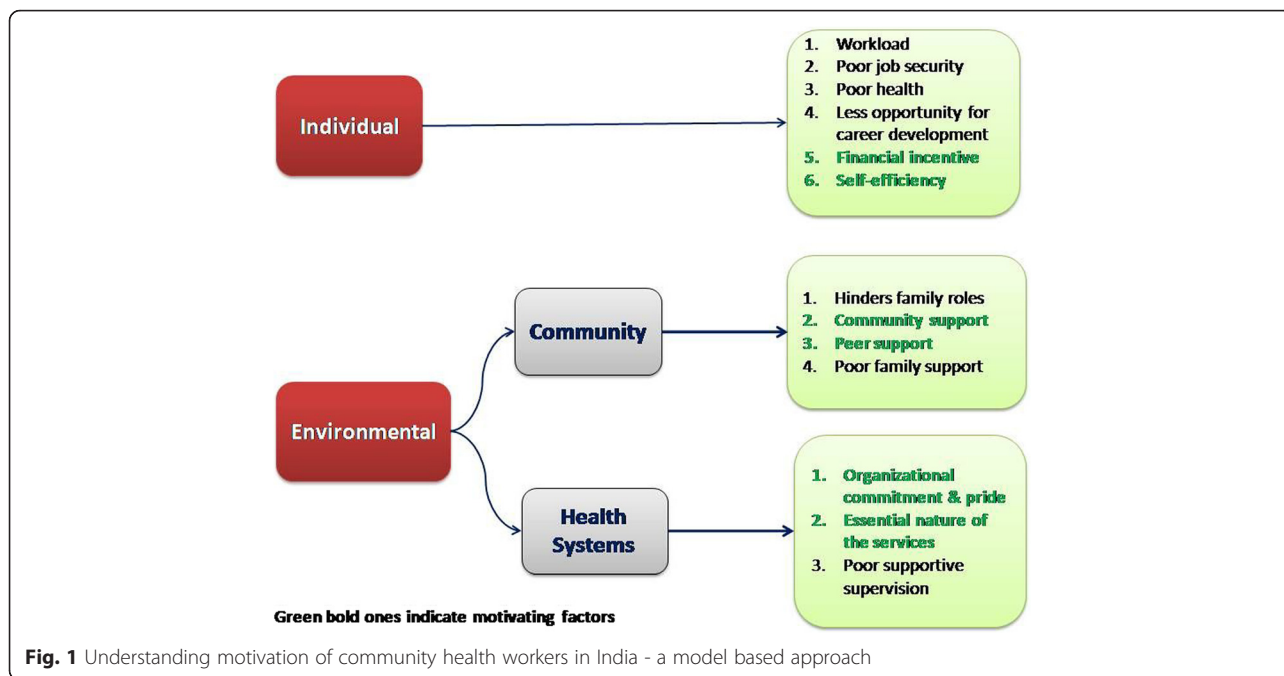 Individual
1. Workload
2. Poor job security
3. Poor health
4. Less opportunity for
career development
5. Financial incentive
6. Self-efficiency
Environmental
Community
1. Hinders family roles
2. Community support
3. Peer support
4. Poor family support
Health
Systems
1. Organizational
commitment & pride
2. Essential nature of
the services
3. Poor supportive
supervision
Green bold ones indicate motivating factors
Fig. 1 Understanding motivation of community health workers in India - a model based approach